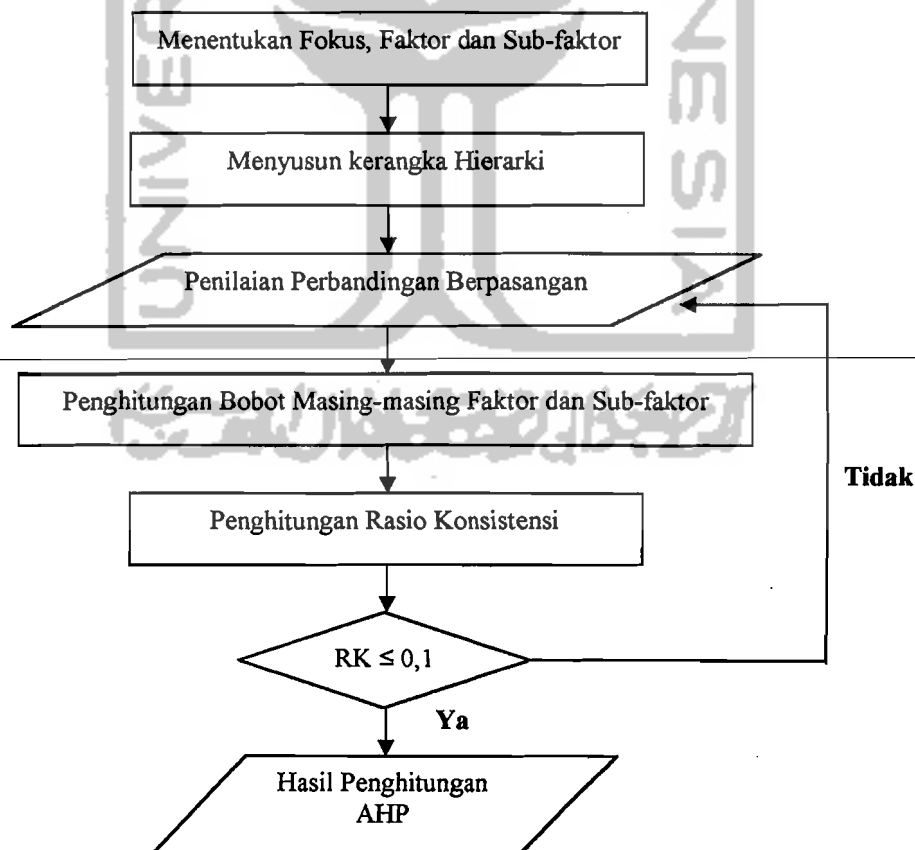 Menentukan Fokus, Faktor dan Sub-faktor
Menyusun kerangka Hierarki
Penilaian Perbandingan Berpasangan
Penghitungan Bobot Masing-masing Faktor dan Sub-faktor
Penghitungan Rasio Konsistensi
Tidak
RK ≤ 0,1
Ya
Hasil Penghitungan
AHP